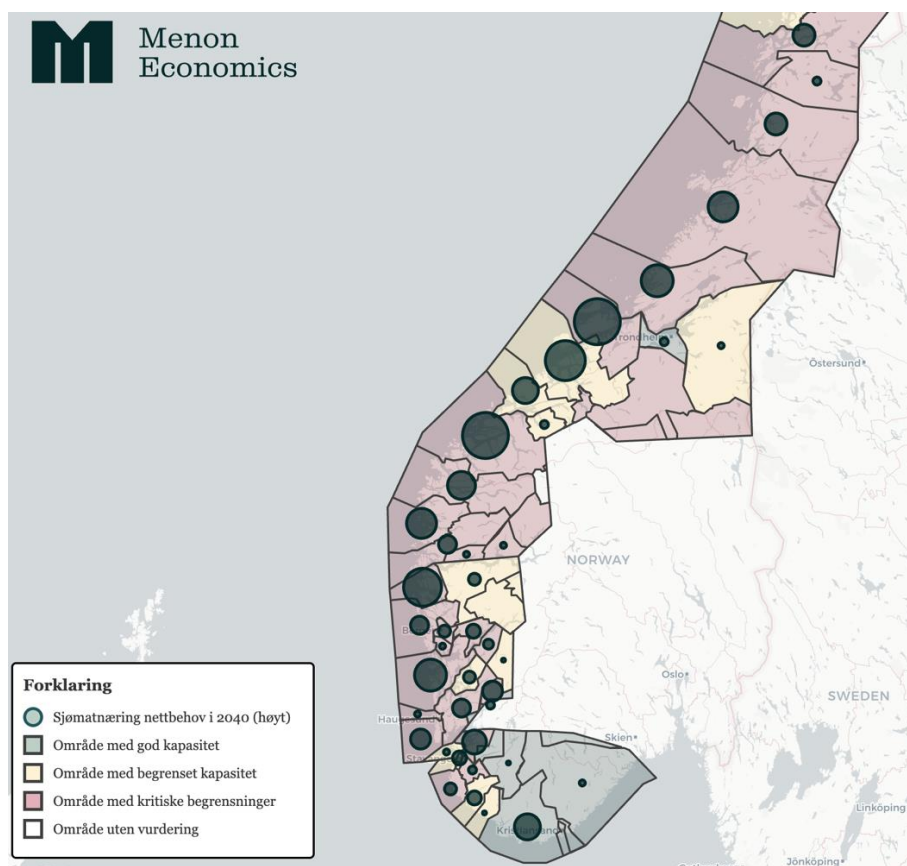 Menon
Economics
Trondheim
Östersund
NORWAY
Oslo
SWEDEN
Skien
Haugesund
Kristiansand
Linköping
Jönköping
Forklaring
Sjømatnæring nettbehov i 2040 (høyt)
Område med god kapasitet
Område med begrenset kapasitet
Område med kritiske begrensninger
Område uten vurdering